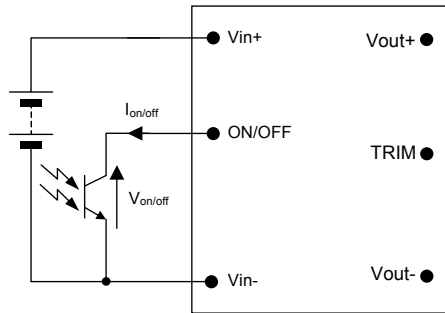 Vin+
Vout+
Ion/off
ON/OFF
TRIM
Von/off
Vin-
Vout-